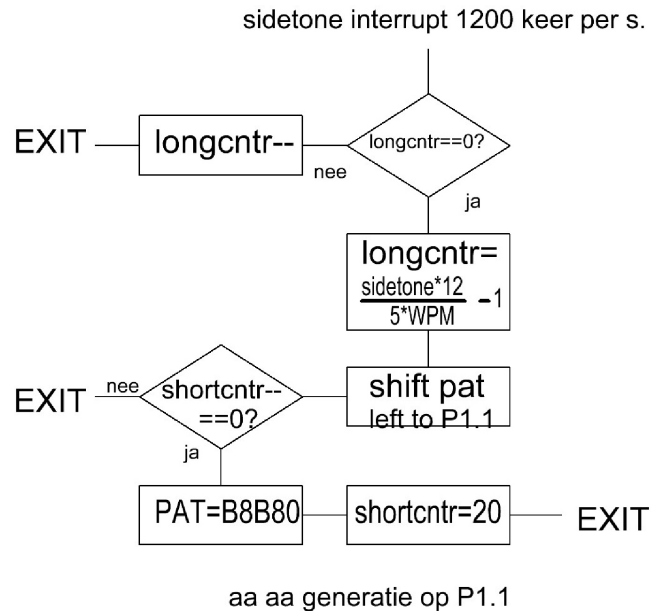 sidetone interrupt 1200 keer per s.
longcntr==0?
nee
longcntr--
EXIT
ja
longcntr=
sidetone*12
5*WPM
-1
shift pat
left to P1.1
shortcntr--
==0?
nee
EXIT
ja
PAT=B8B80
shortcntr=20
EXIT
aa aa generatie op P1.1